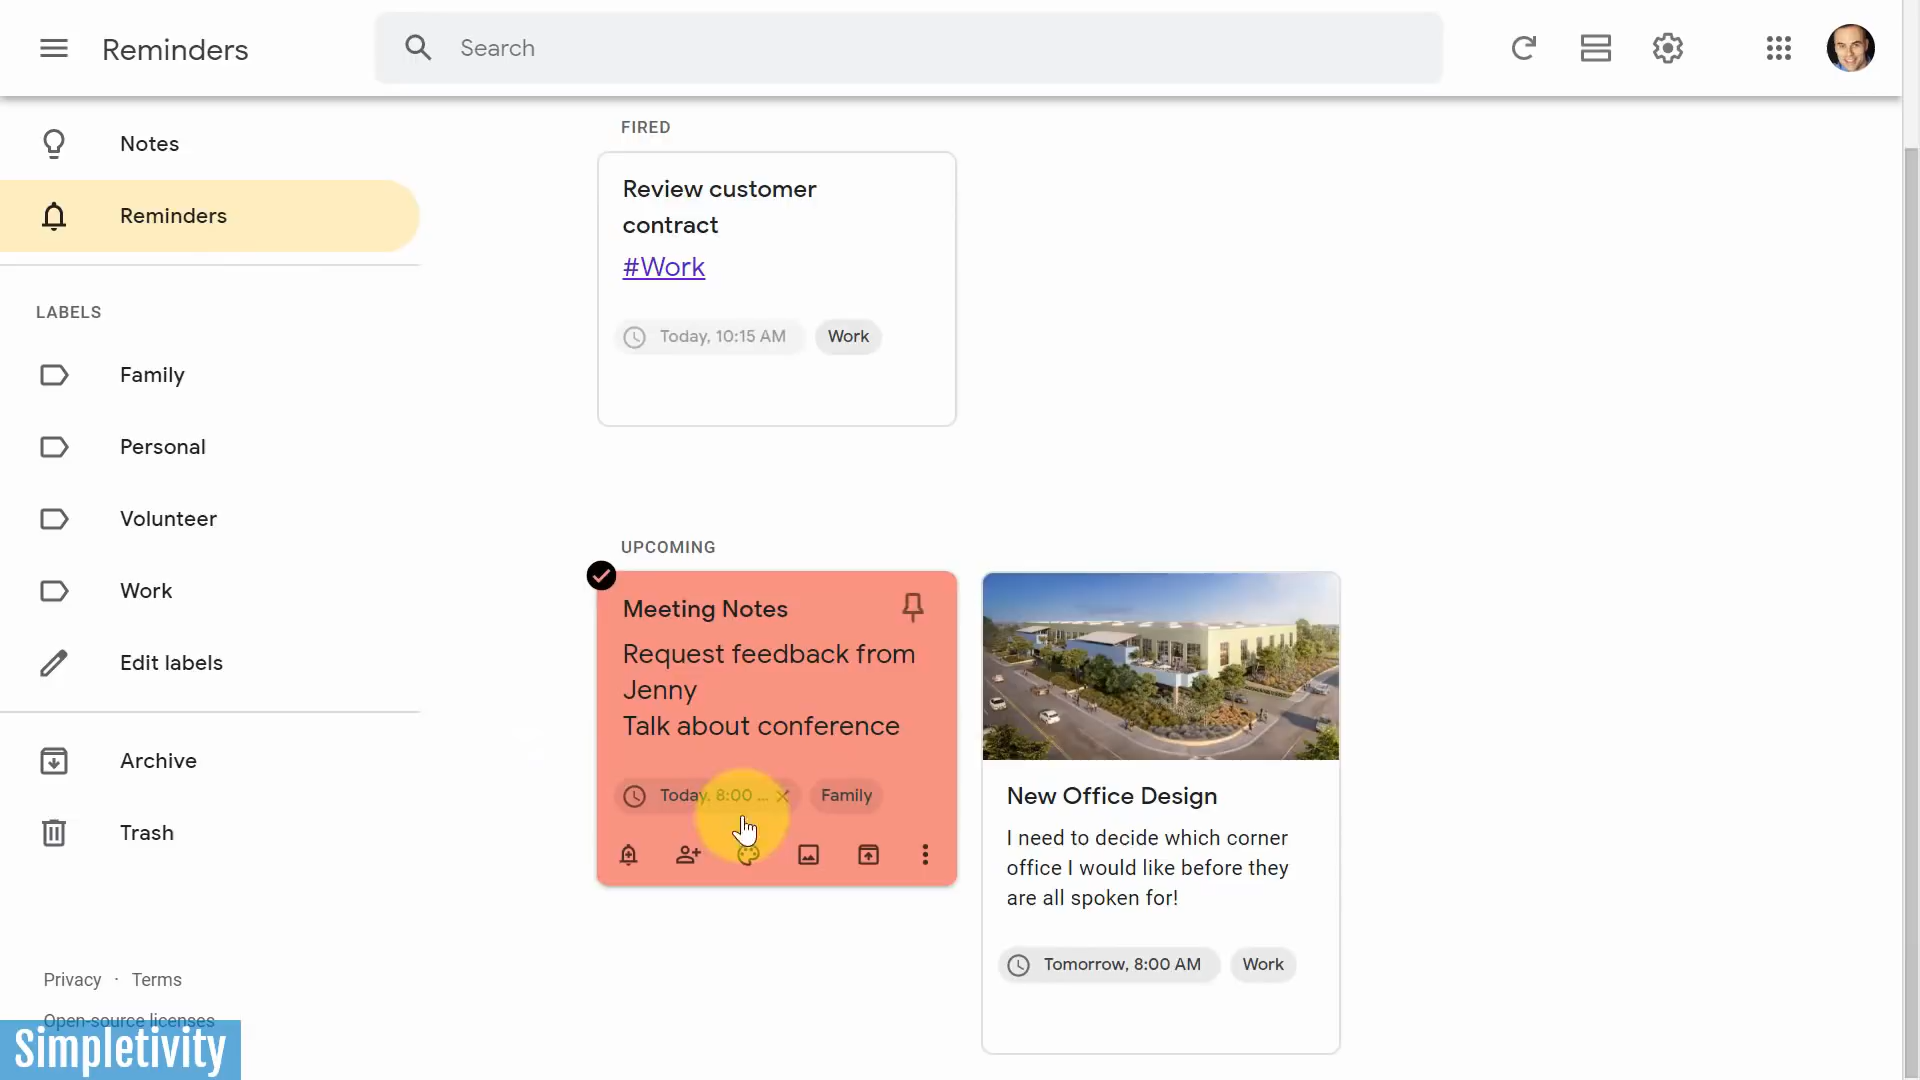 Reminders
Search
Notes
Reminders
LABELS
Family
Personal
Volunteer
Work
Edit labels
Archive
Trash
Privacy · Terms
Open-source licenses
Simpletivity
FIRED
Review customer
contract
#Work
Today, 10:15 AM
Work
UPCOMING
Meeting Notes
Request feedback from
Jenny
Talk about conference
Today, 8:00 ...
Family
New Office Design
I need to decide which corner
office I would like before they
are all spoken for!
Tomorrow, 8:00 AM
Work